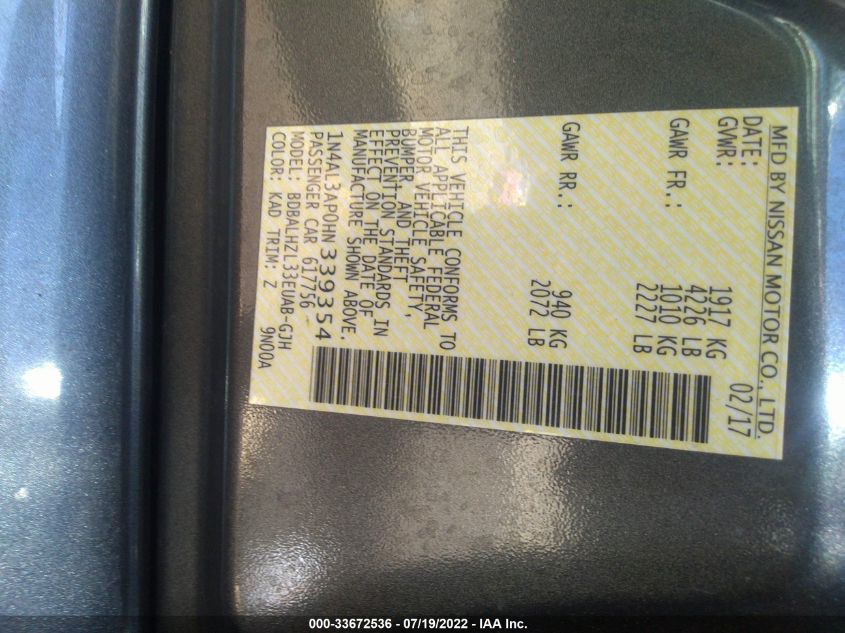 MFD BY NISSAN MOTOR CO., LTD.
DATE: 02/17
GVWR: 1917 KG
4226 LB
GAWR FR.: 1010 KG
2227 LB
GAWR RR.: 940 KG
2072 LB
THIS VEHICLE CONFORMS TO
ALL APPLICABLE FEDERAL
MOTOR VEHICLE SAFETY,
BUMPER, AND THEFT
PREVENTION STANDARDS IN
EFFECT ON THE DATE OF
MANUFACTURE SHOWN ABOVE.
1N4AL3AP0HN339354
PASSENGER CAR 617756
MODEL: BDBALHZL33EUAB-GJH
COLOR: KAD TRIM: Z 9N00A
000-33672536 - 07/19/2022 - IAA Inc.